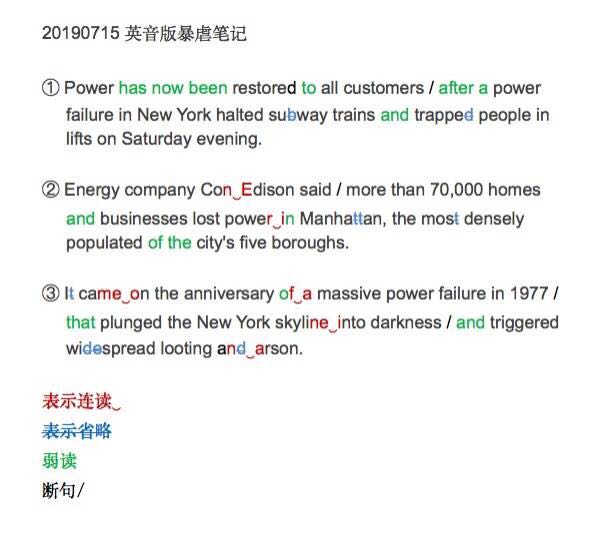 20190715 英音版暴虐笔记
① Power has now been restored to all customers / after a power
failure in New York halted subway trains and trapped people in
lifts on Saturday evening.
② Energy company Con‿Edison said / more than 70,000 homes
and businesses lost power‿in Manhattan, the most densely
populated of the city's five boroughs.
③ It came‿on the anniversary of‿a massive power failure in 1977 /
that plunged the New York skyline‿into darkness / and triggered
widespread looting and‿arson.
表示连读‿
表示省略
弱读
断句/